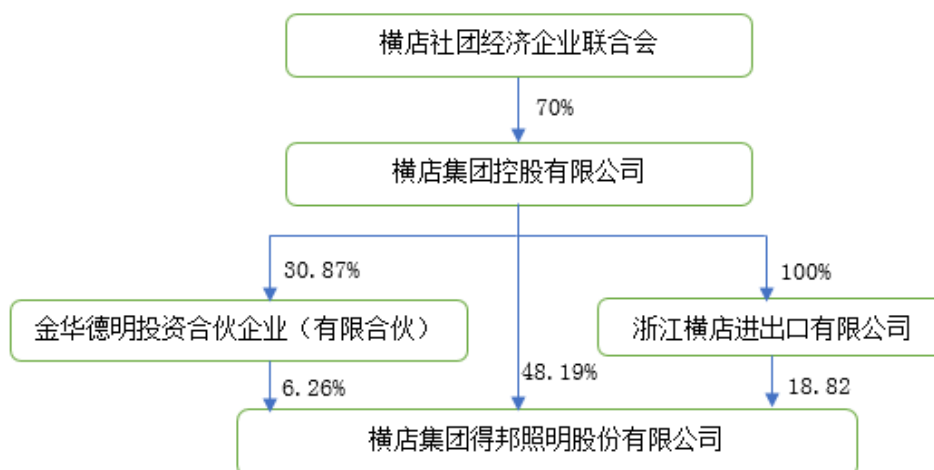 横店社团经济企业联合会
70%
横店集团控股有限公司
30.87%
100%
金华德明投资合伙企业（有限合伙）
浙江横店进出口有限公司
6.26%
48.19%
18.82
横店集团得邦照明股份有限公司